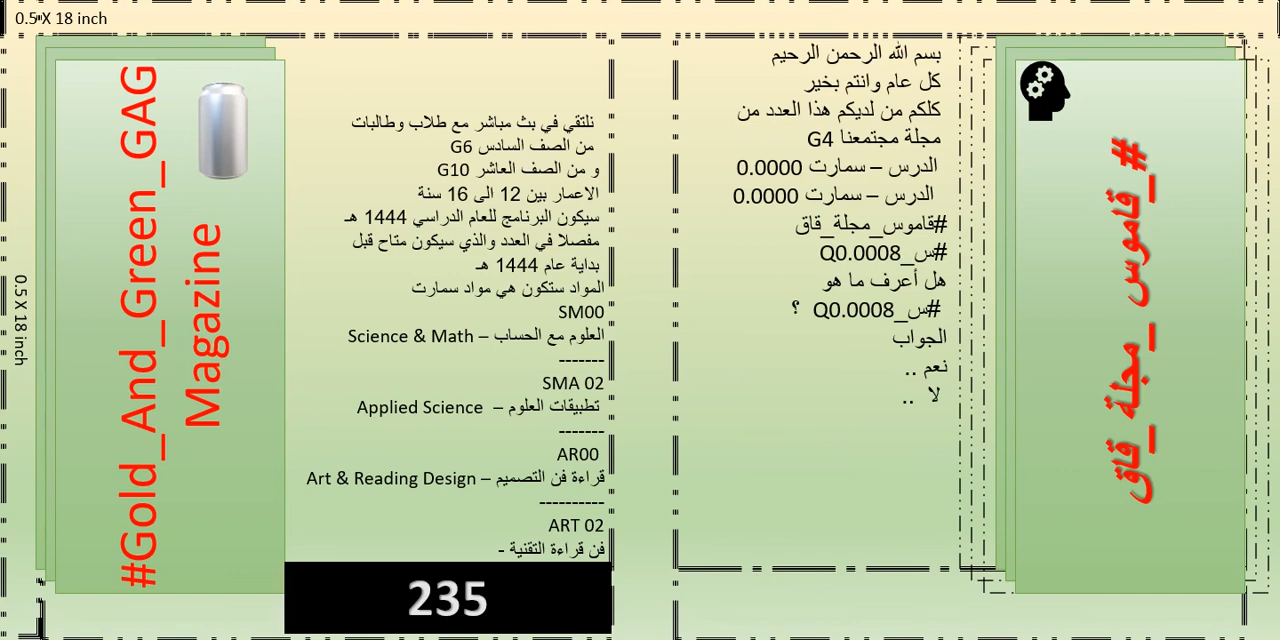 0.5 X 18 inch
0.5 X 18 inch
#Gold_And_Green_GAG
Magazine
نلتقي في بث مباشر مع طلاب وطالبات
من الصف السادس G6
و من الصف العاشر G10
الاعمار بين 12 الى 16 سنة
سيكون البرنامج للعام الدراسي 1444 هـ
مفصلا في العدد والذي سيكون متاح قبل
بداية عام 1444 هـ
المواد ستكون هي مواد سمارت
SM00
العلوم مع الحساب – Science & Math
-------
SMA 02
تطبيقات العلوم – Applied Science
-------
AR00
قراءة فن التصميم – Art & Reading Design
----------
ART 02
فن قراءة التقنية -
235
بسم الله الرحمن الرحيم
كل عام وانتم بخير
كلكم من لديكم هذا العدد من
مجلة مجتمعنا G4
الدرس – سمارت 0.0000
الدرس – سمارت 0.0000
#قاموس_مجلة_قاق
#س_Q0.0008
هل أعرف ما هو
#س_Q0.0008 ؟
الجواب
نعم ..
لا ..
#_قاموس_مجلة_قاق